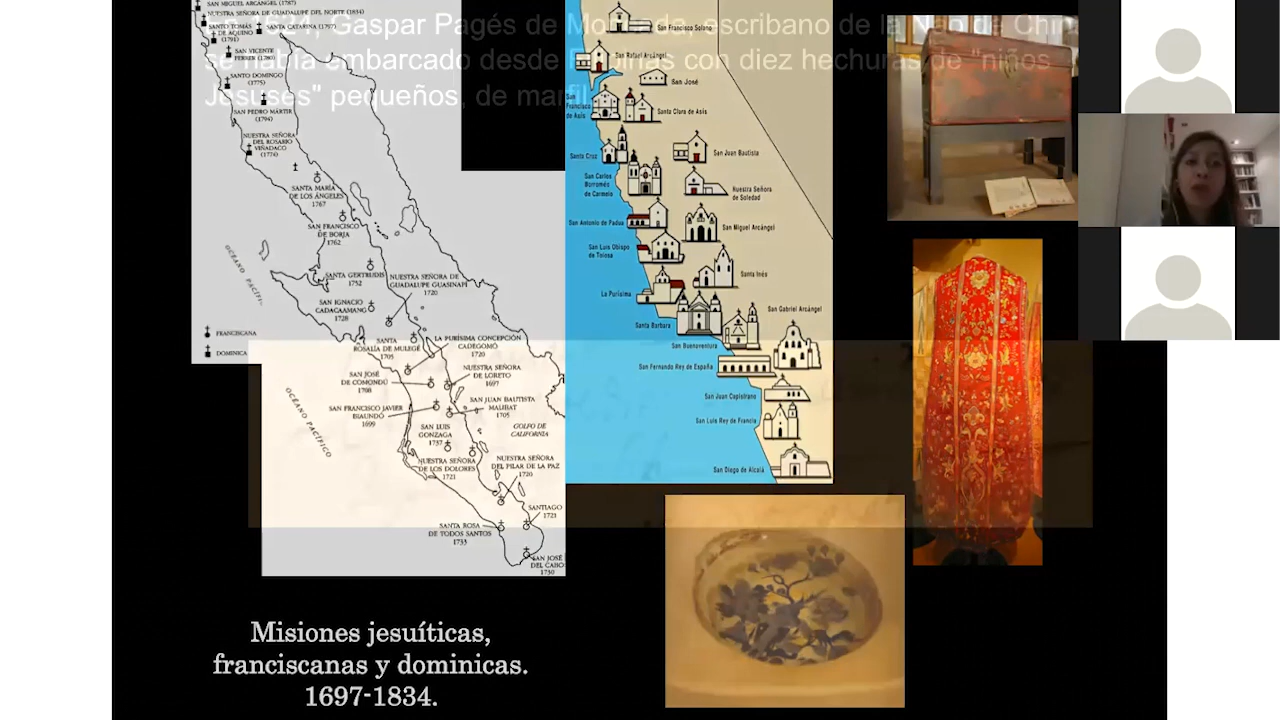 SAN MIGUEL ARCÁNGEL (1787)
NUESTRA SEÑORA DE GUADALUPE DEL NORTE (1834)
SANTO TOMÁS
DE AQUINO
(1791)
SANTA CATARINA (1797)
SAN VICENTE
FERRER (1780)
SANTO DOMINGO
(1775)
SAN PEDRO MÁRTIR
(1794)
NUESTRA SEÑORA
DEL ROSARIO
VIÑADACO
(1774)
SANTA MARÍA
DE LOS ÁNGELES
1767
SAN FRANCISCO
DE BORJA
1762
OCEANO PACÍFI
SANTA GERTRUDIS
1752
NUESTRA SEÑORA DE
GUADALUPE GUASINAPI
1720
SAN IGNACIO
CADACAAMANG
1728
FRANCISCANA
DOMINICA
SANTA
ROSALÍA DE MULEGÉ
1705
LA PURÍSIMA CONCEPCIÓN
CADEGOMÓ
1720
SAN JOSÉ
DE COMONDÚ
1708
NUESTRA SEÑORA
DE LORETO
1697
SAN FRANCISCO JAVIER
BIAUNDÓ
1699
SAN JUAN BAUTISTA
MALIBAT
1705
OCEANO PACÍFICO
SAN LUIS
GONZAGA
1737
GOLFO DE
CALIFORNIA
NUESTRA SEÑORA
DE LOS DOLORES
1721
NUESTRA SEÑORA
DEL PILAR DE LA PAZ
1720
SANTIAGO
1721
SANTA ROSA
DE TODOS SANTOS
1733
SAN JOSÉ
DEL CABO
1730
Gaspar Pagés de
escribano de la Nao de
embarcado desde
con diez hechuras de "niños
Jesuses" pequeños, de
San Francisco Solano
San Rafael Arcángel
San José
San
Francisco
de Asís
Santa Clara de Asís
Santa Cruz
San Juan Bautista
San Carlos
Borromeo
de Carmelo
Nuestra Señora
de Soledad
San Antonio de Padua
San Miguel Arcángel
San Luis Obispo
de Tolosa
Santa Inés
La Purísima
Santa Barbara
San Gabriel Arcángel
San Buenaventura
San Fernando Rey de España
San Juan Capistrano
San Luis Rey de Francia
San Diego de Alcalá
Misiones jesuíticas,
franciscanas y dominicas.
1697-1834.